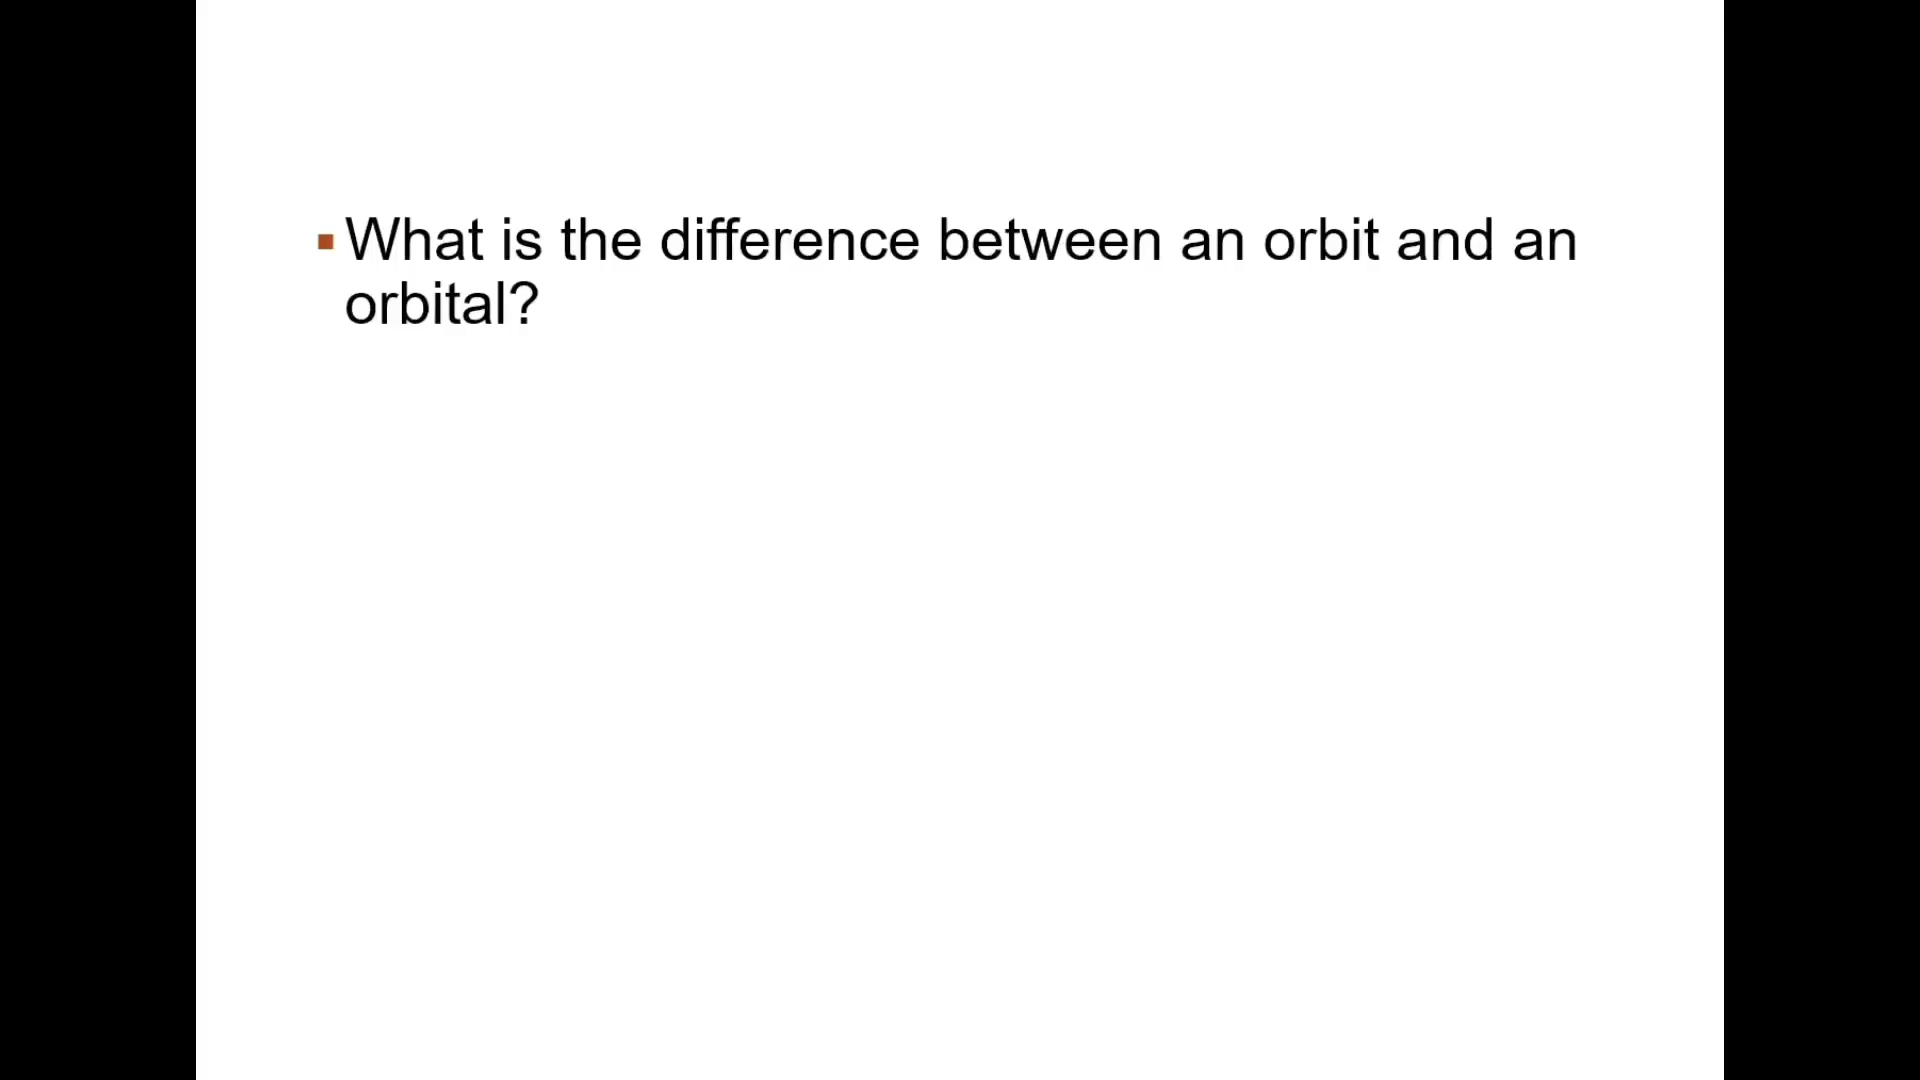 ▪What is the difference between an orbit and an
orbital?